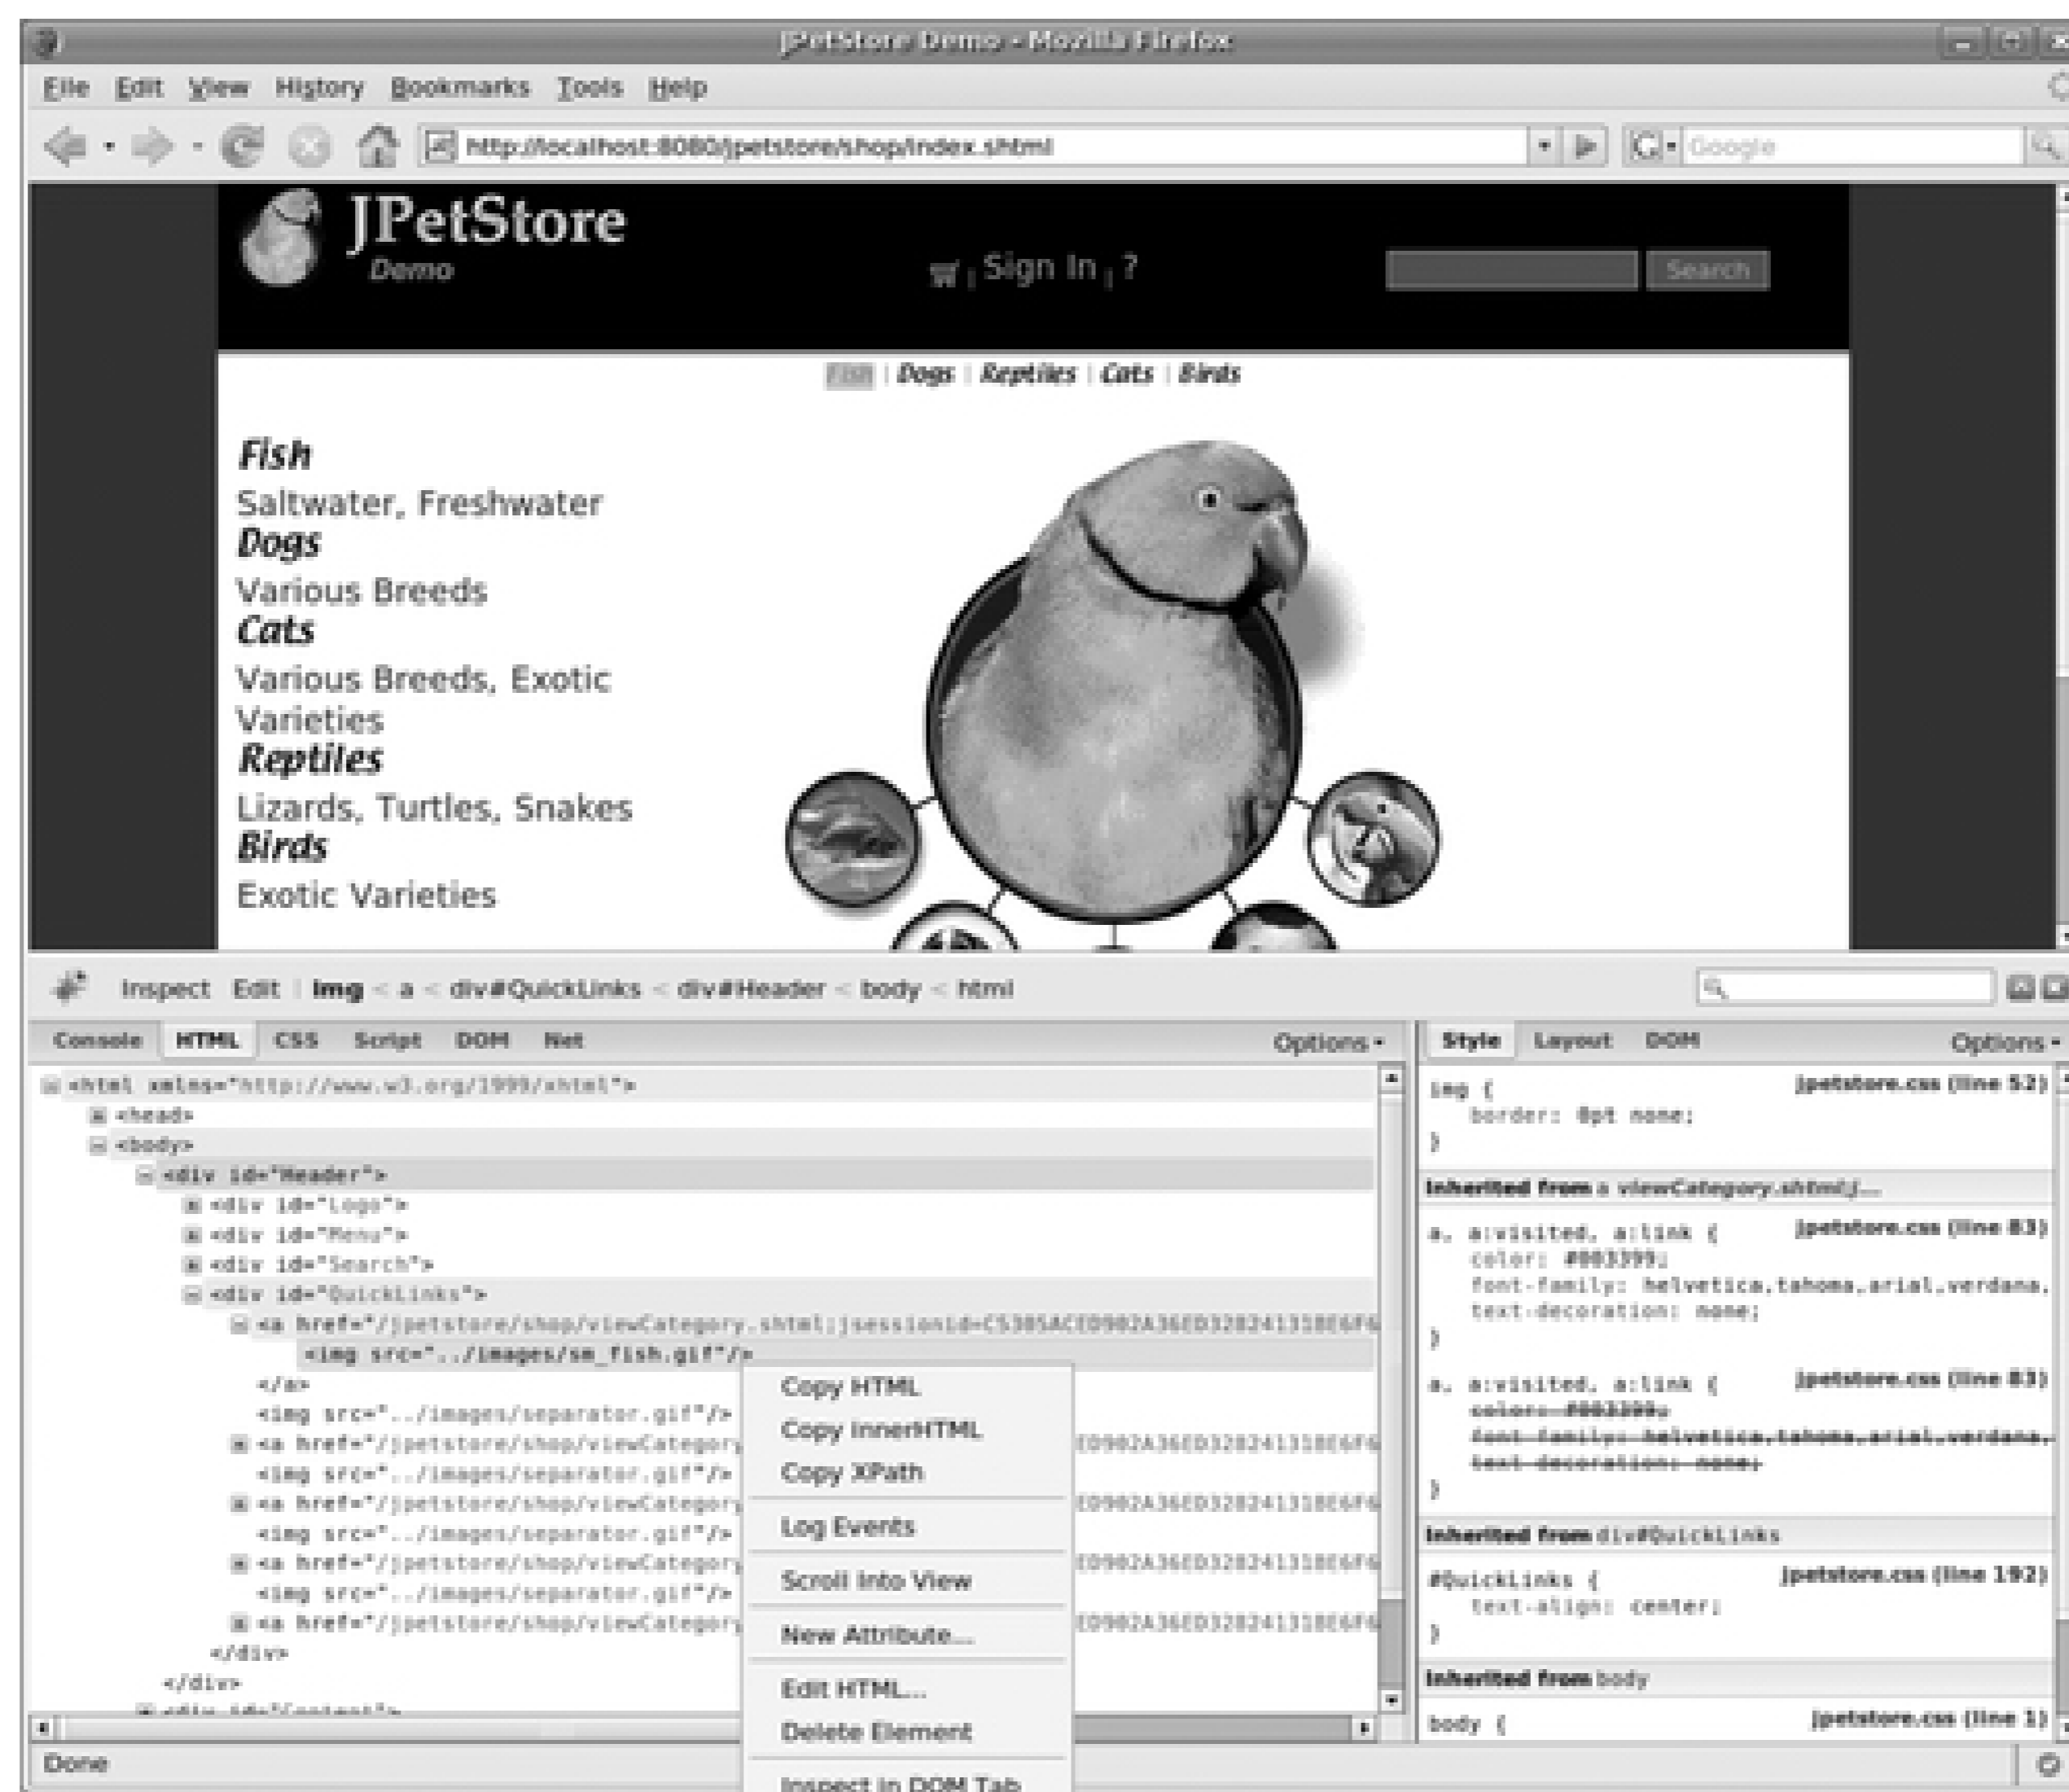 JPetStore Demo - Mozilla Firefox
File Edit View History Bookmarks Tools Help
http://localhost:8080/jpetstore/shop/index.shtml Google
JPetStore
Demo
Sign In | ? Search
Fish | Dogs | Reptiles | Cats | Birds
Fish
Saltwater, Freshwater
Dogs
Various Breeds
Cats
Various Breeds, Exotic
Varieties
Reptiles
Lizards, Turtles, Snakes
Birds
Exotic Varieties
Inspect Edit | img < a < div#QuickLinks < div#Header < body < html
Console HTML CSS Script DOM Net Options
<html xmlns="http://www.w3.org/1999/xhtml">
<head>
<body>
<div id="Header">
<div id="Logo">
<div id="Menu">
<div id="Search">
<div id="QuickLinks">
<a href="/jpetstore/shop/viewCategory.shtml;jsessionid=
<img src="../images/sm_fish.gif"/>
</a>
<img src="../images/separator.gif"/>
<a href="/jpetstore/shop/viewCategory
<img src="../images/separator.gif"/>
<a href="/jpetstore/shop/viewCategory
<img src="../images/separator.gif"/>
<a href="/jpetstore/shop/viewCategory
<img src="../images/separator.gif"/>
<a href="/jpetstore/shop/viewCategory
</div>
</div>
<div id="Content">
Copy HTML
Copy innerHTML
Copy XPath
Log Events
Scroll Into View
New Attribute...
Edit HTML...
Delete Element
Inspect in DOM Tab
Style Layout DOM Options
img { jpetstore.css (line 52)
border: 0pt none;
}
Inherited from a viewCategory.shtml;j...
a, a:visited, a:link { jpetstore.css (line 83)
color: #003399;
font-family: helvetica,tahoma,arial,verdana,
text-decoration: none;
}
a, a:visited, a:link { jpetstore.css (line 83)
color: #003399;
font-family: helvetica,tahoma,arial,verdana,
text-decoration: none;
}
Inherited from div#QuickLinks
#QuickLinks { jpetstore.css (line 192)
text-align: center;
}
Inherited from body
body { jpetstore.css (line 1)
Done